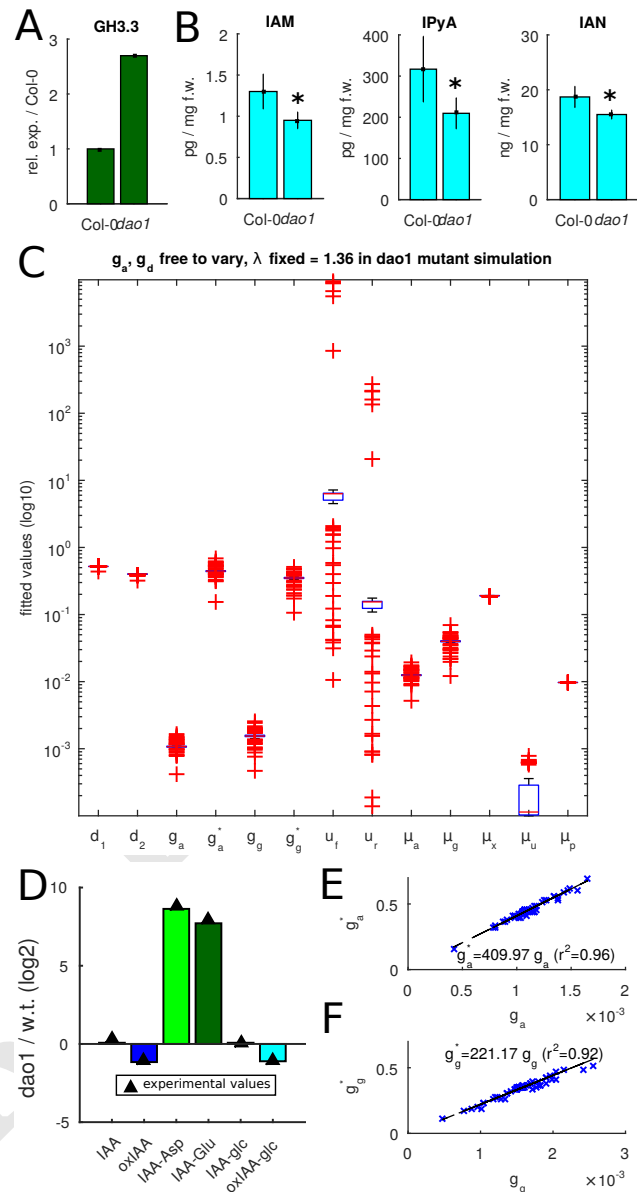 A
GH3.3
rel. exp. / Col-0
3
2
1
0
Col-0 dao1
B
IAM
pg / mg f.w.
2
1.5
1
0.5
0
*
Col-0 dao1
IPyA
pg / mg f.w.
400
300
200
100
0
*
Col-0 dao1
IAN
ng / mg f.w.
30
20
10
0
*
Col-0 dao1
C
g_a, g_d free to vary, λ fixed = 1.36 in dao1 mutant simulation
fitted values (log10)
10^3
10^2
10^1
10^0
10^-1
10^-2
10^-3
d_1 d_2 g_a g_a^* g_g g_g^* u_f u_r μ_a μ_g μ_x μ_u μ_p
D
dao1 / w.t. (log2)
10
5
0
-5
▲ experimental values
IAA
oxIAA
IAA-Asp
IAA-Glu
IAA-glc
oxIAA-glc
E
g_a^*
0.5
0
g_a^*=409.97 g_a (r²=0.96)
0 0.5 1 1.5 2
g_a
×10^-3
F
g_g^*
0.5
0
g_g^*=221.17 g_g (r²=0.92)
0 1 2 3
g_g
×10^-3